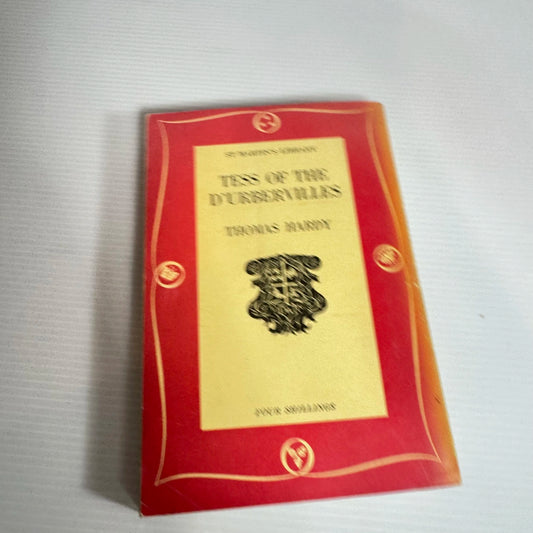 ST MARTIN'S LIBRARY
TESS OF THE
D'URBERVILLES
THOMAS HARDY
FOUR SHILLINGS